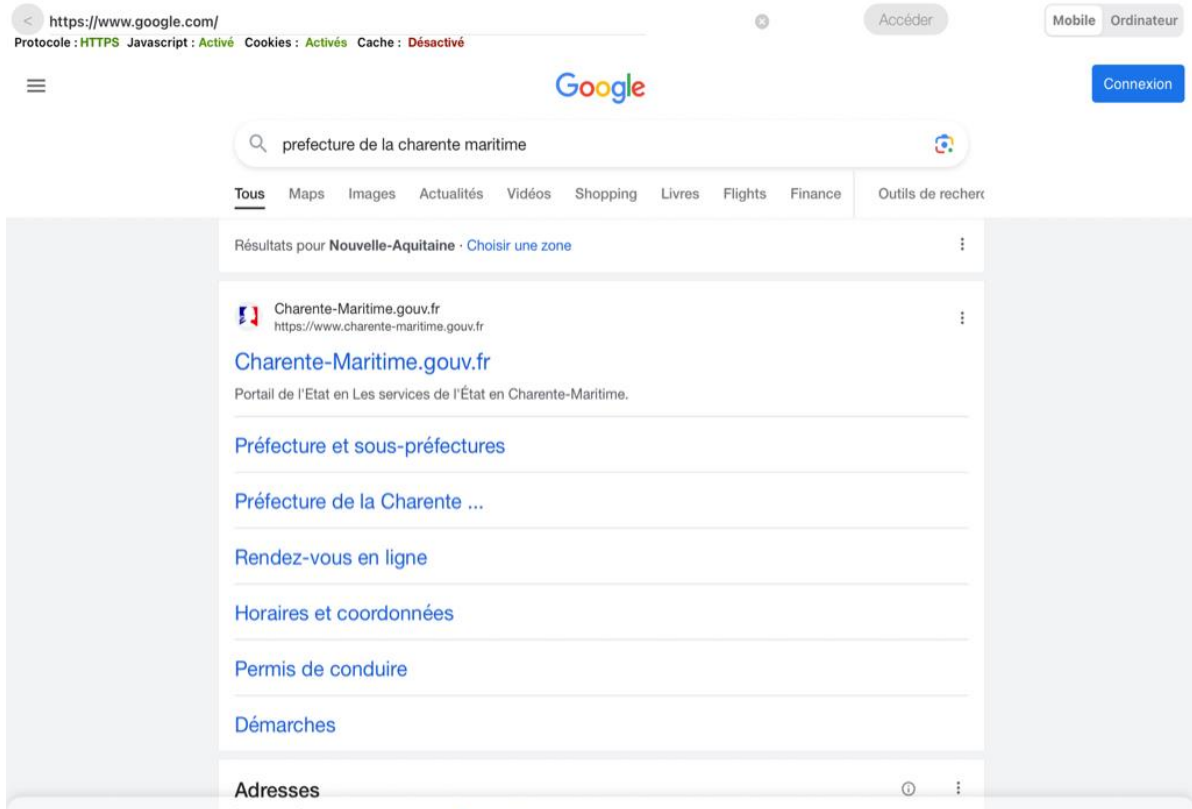 < https://www.google.com/ Accéder Mobile Ordinateur
Protocole : HTTPS Javascript : Activé Cookies : Activés Cache : Désactivé
Google
Connexion
prefecture de la charente maritime
Tous Maps Images Actualités Vidéos Shopping Livres Flights Finance Outils de recherc
Résultats pour Nouvelle-Aquitaine · Choisir une zone
Charente-Maritime.gouv.fr
https://www.charente-maritime.gouv.fr
Charente-Maritime.gouv.fr
Portail de l'Etat en Les services de l'État en Charente-Maritime.
Préfecture et sous-préfectures
Préfecture de la Charente ...
Rendez-vous en ligne
Horaires et coordonnées
Permis de conduire
Démarches
Adresses